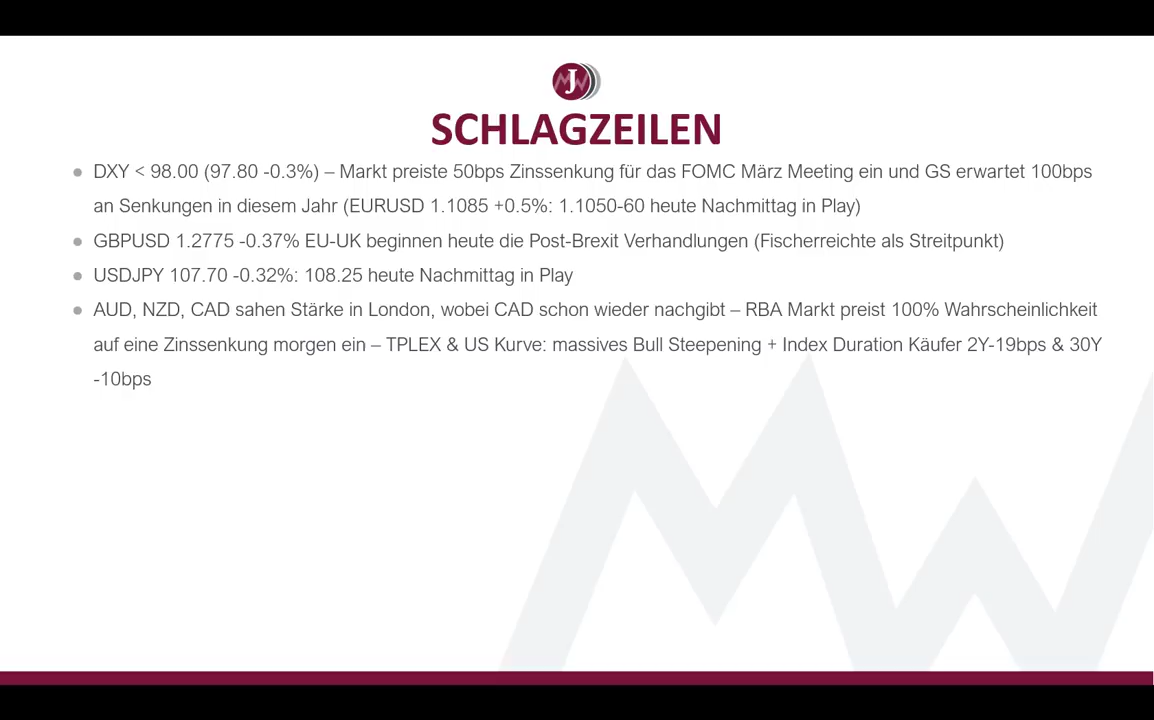 J
SCHLAGZEILEN
DXY < 98.00 (97.80 -0.3%) – Markt preiste 50bps Zinssenkung für das FOMC März Meeting ein und GS erwartet 100bps
an Senkungen in diesem Jahr (EURUSD 1.1085 +0.5%: 1.1050-60 heute Nachmittag in Play)
GBPUSD 1.2775 -0.37% EU-UK beginnen heute die Post-Brexit Verhandlungen (Fischerreichte als Streitpunkt)
USDJPY 107.70 -0.32%: 108.25 heute Nachmittag in Play
AUD, NZD, CAD sahen Stärke in London, wobei CAD schon wieder nachgibt – RBA Markt preist 100% Wahrscheinlichkeit
auf eine Zinssenkung morgen ein – TPLEX & US Kurve: massives Bull Steepening + Index Duration Käufer 2Y-19bps & 30Y
-10bps